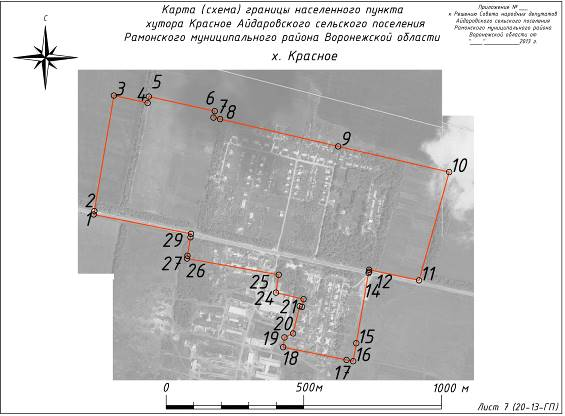 Карта (схема) границы населенного пункта
хутора Красное Айдаровского сельского поселения
Рамонского муниципального района Воронежской области
х. Красное
Приложение № ___
к Решению Совета народных депутатов
Айдаровского сельского поселения
Рамонского муниципального района
Воронежской области от
"___" __________ 2013 г.
С
3
5
4
6
7
8
9
10
2
1
29
27
26
25
24
21
20
19
18
12
14
11
15
16
17
0
500м
1000 м
Лист 7 (20-13-ГП)